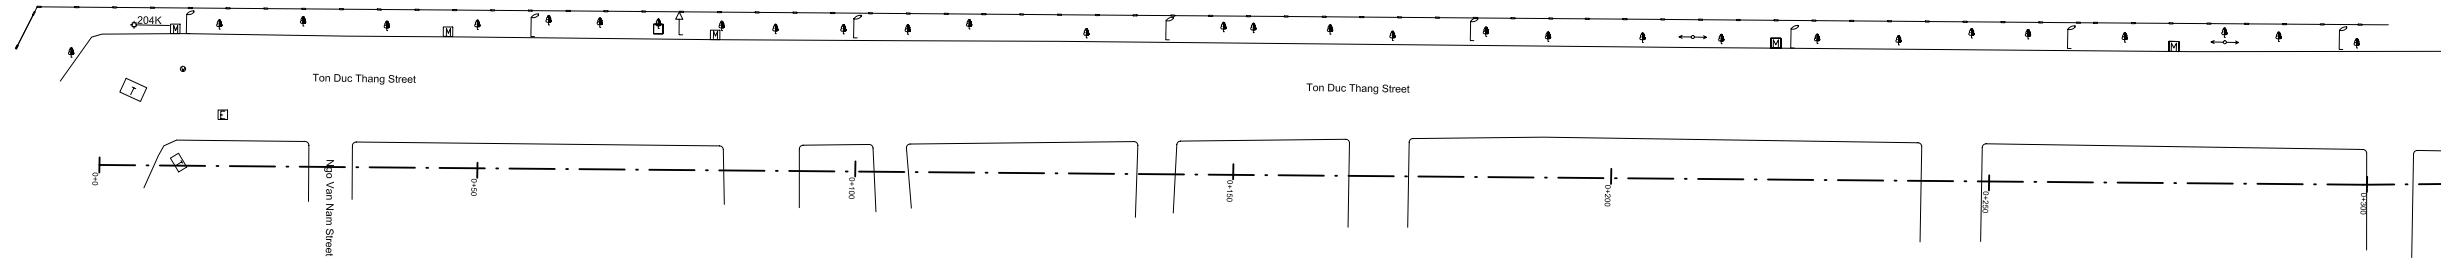 204K
M
M
M
M
M
Ton Duc Thang Street
Ton Duc Thang Street
T
E
T
Ngo Van Nam Street
0+0
0+50
0+100
0+150
0+200
0+250
0+300